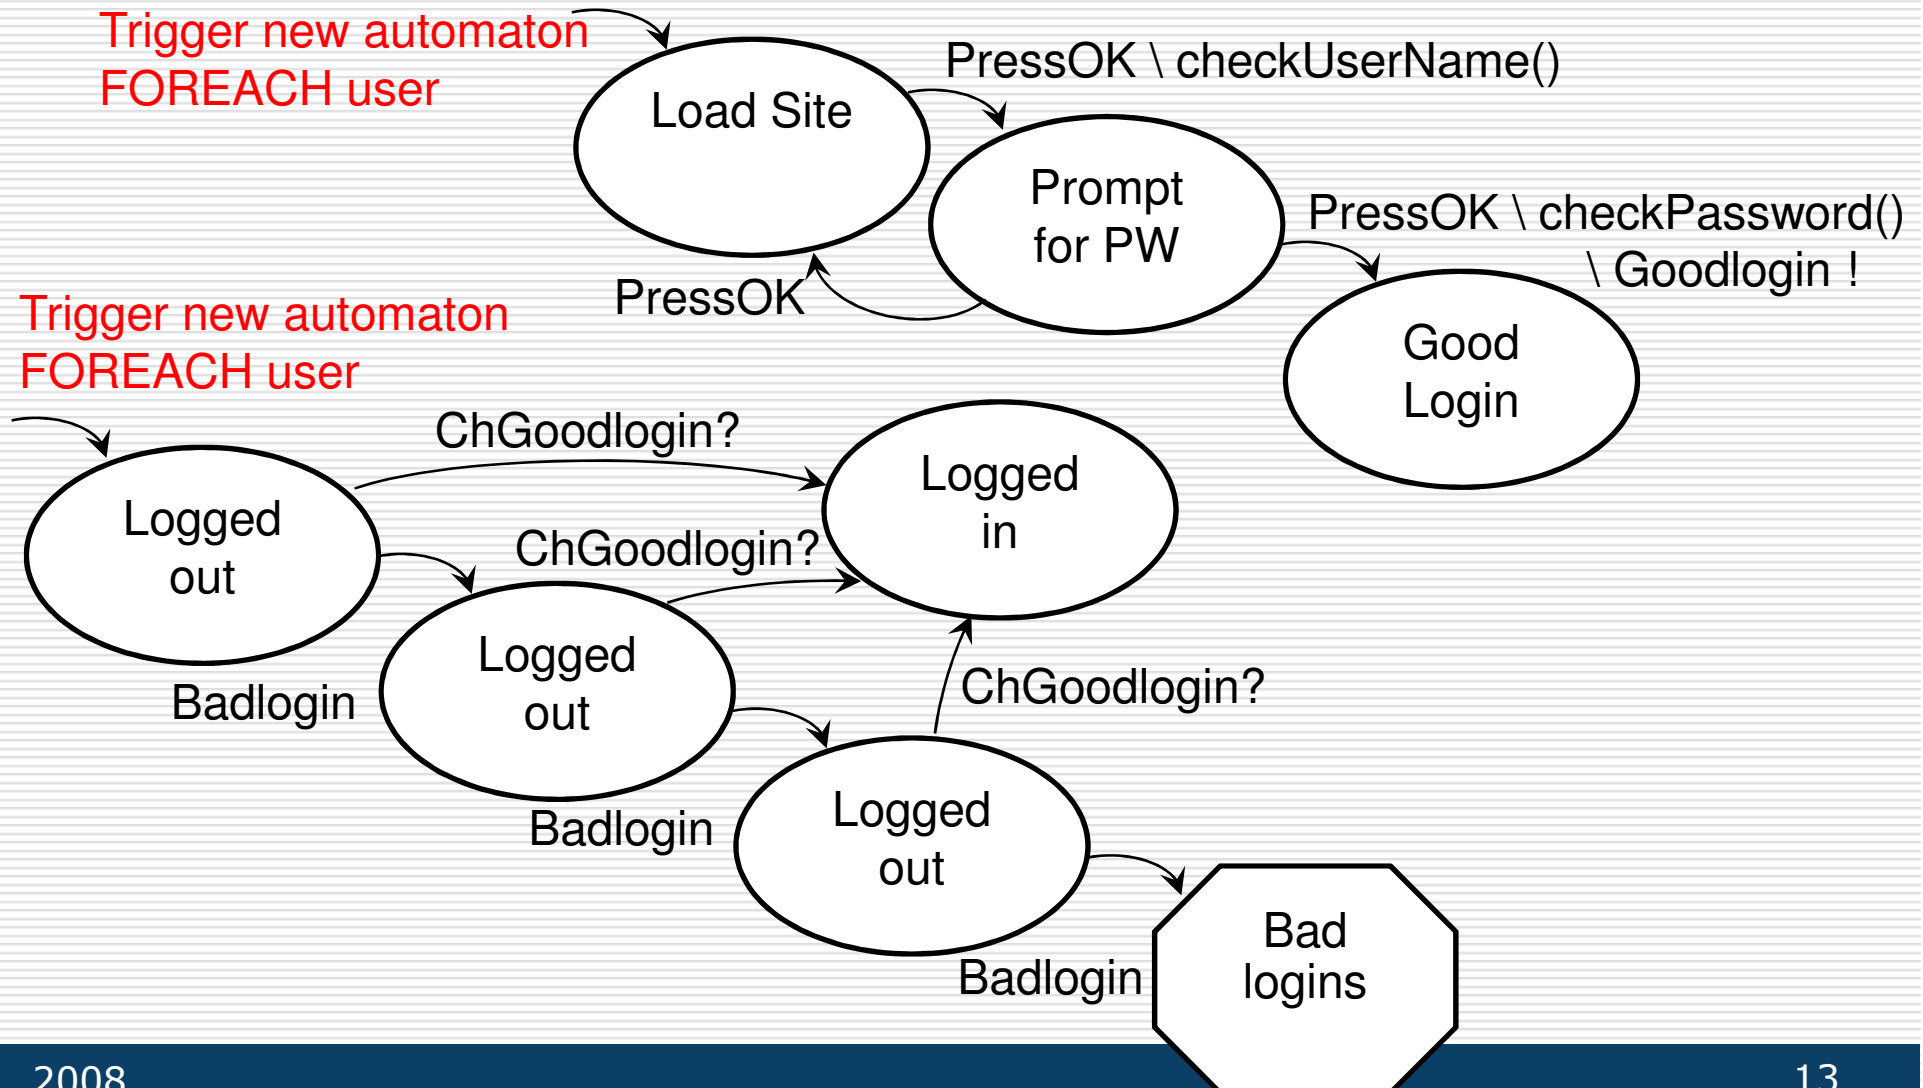 Trigger new automaton
FOREACH user
Load Site
PressOK \ checkUserName()
Prompt
for PW
PressOK \ checkPassword()
\ Goodlogin !
PressOK
Good
Login
Trigger new automaton
FOREACH user
ChGoodlogin?
Logged
in
Logged
out
ChGoodlogin?
Logged
out
Badlogin
ChGoodlogin?
Badlogin
Logged
out
Badlogin
Bad
logins
2008
13